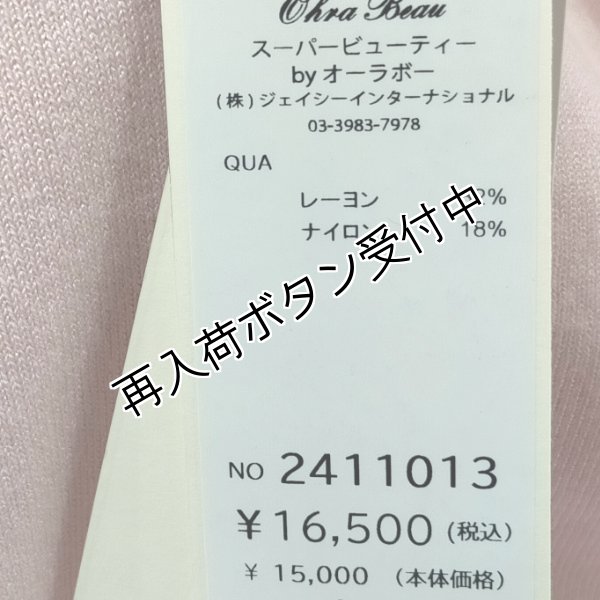 Ohra Beau
スーパービューティー
by オーラボー
(株)ジェイシーインターナショナル
03-3983-7978
QUA
レーヨン %
ナイロン 18%
再入荷ボタン受付中
NO 2411013
¥16,500 (税込)
¥ 15,000 (本体価格)